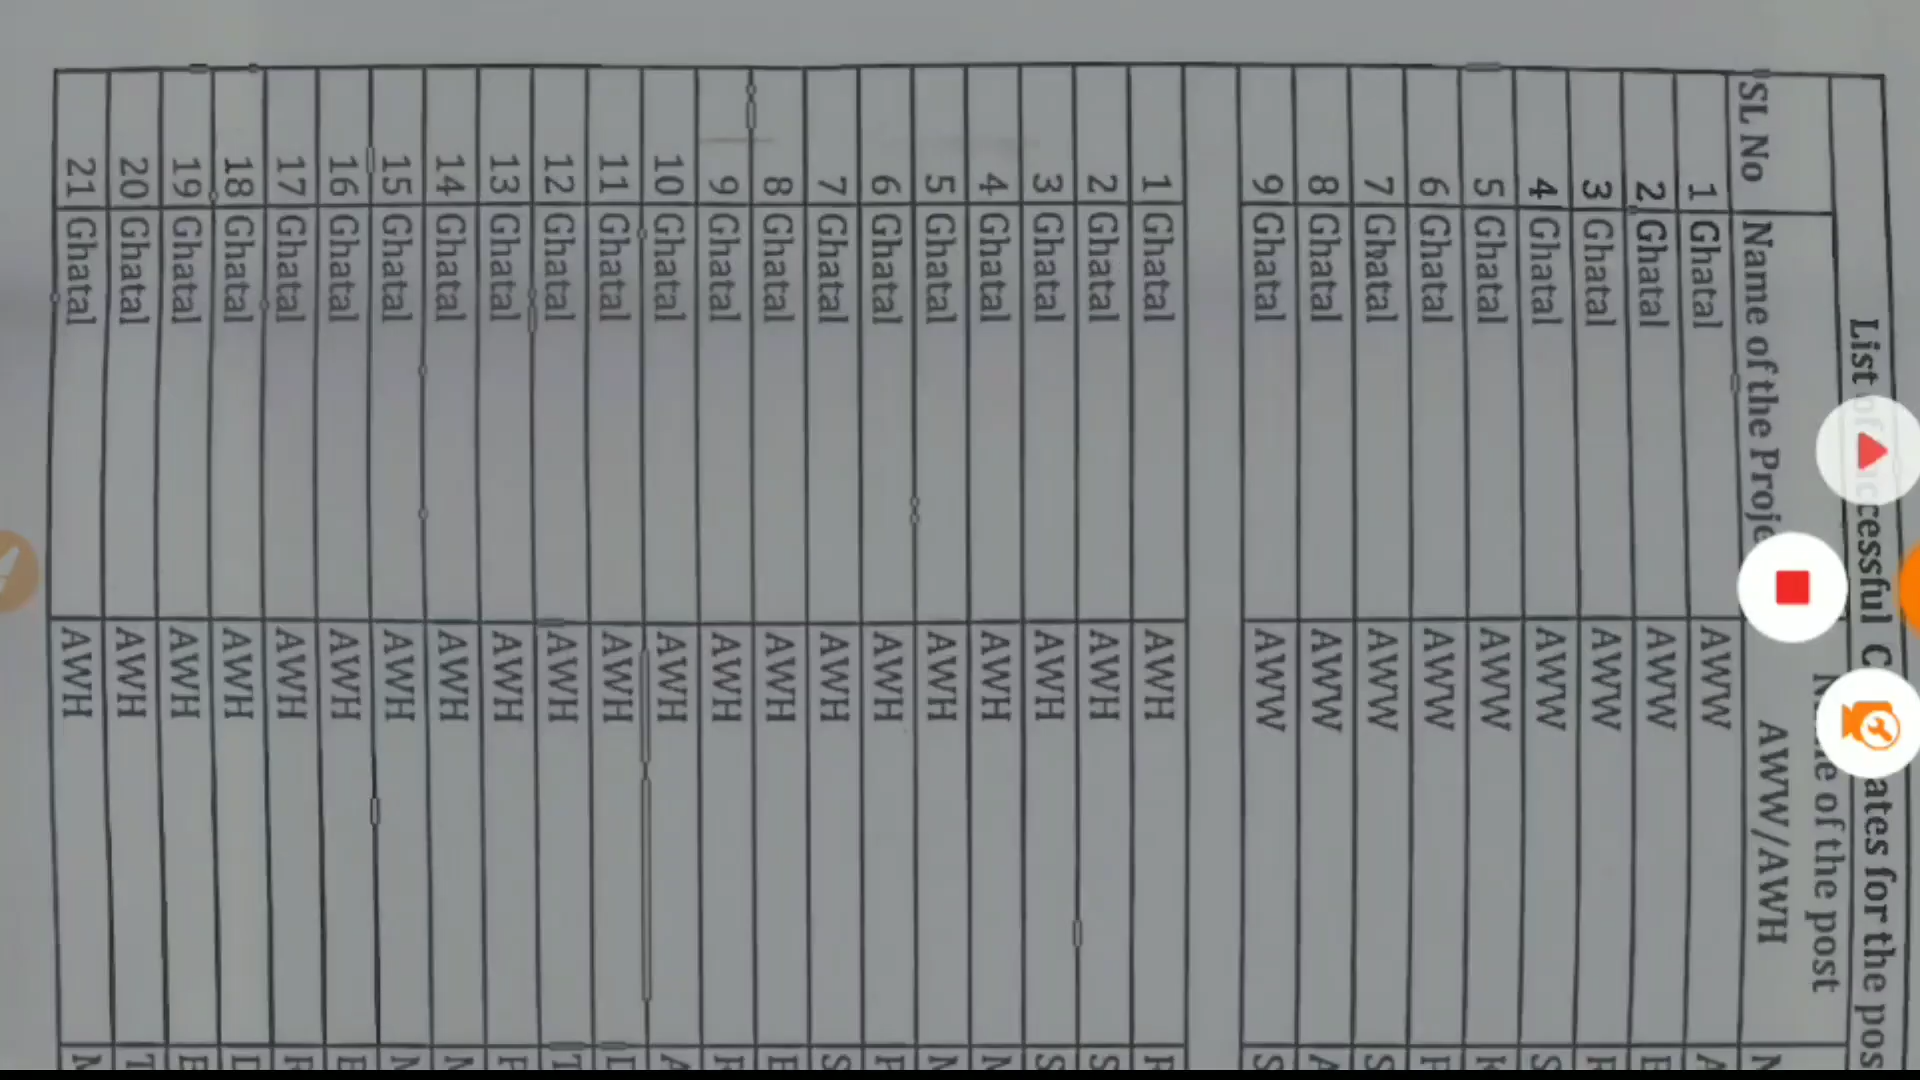 List of for the
of the post
SL No Name of the AWW/AWH
1 Ghatal AWW
2 Ghatal AWW
3 Ghatal AWW
4 Ghatal AWW
5 Ghatal AWW
6 Ghatal AWW
7 Ghatal AWW
8 Ghatal AWW
9 Ghatal AWW
1 Ghatal AWH
2 Ghatal AWH
3 Ghatal AWH
4 Ghatal AWH
5 Ghatal AWH
6 Ghatal AWH
7 Ghatal AWH
8 Ghatal AWH
9 Ghatal AWH
10 Ghatal AWH
11 Ghatal AWH
12 Ghatal AWH
13 Ghatal AWH
14 Ghatal AWH
15 Ghatal AWH
16 Ghatal AWH
17 Ghatal AWH
18 Ghatal AWH
19 Ghatal AWH
20 Ghatal AWH
21 Ghatal AWH